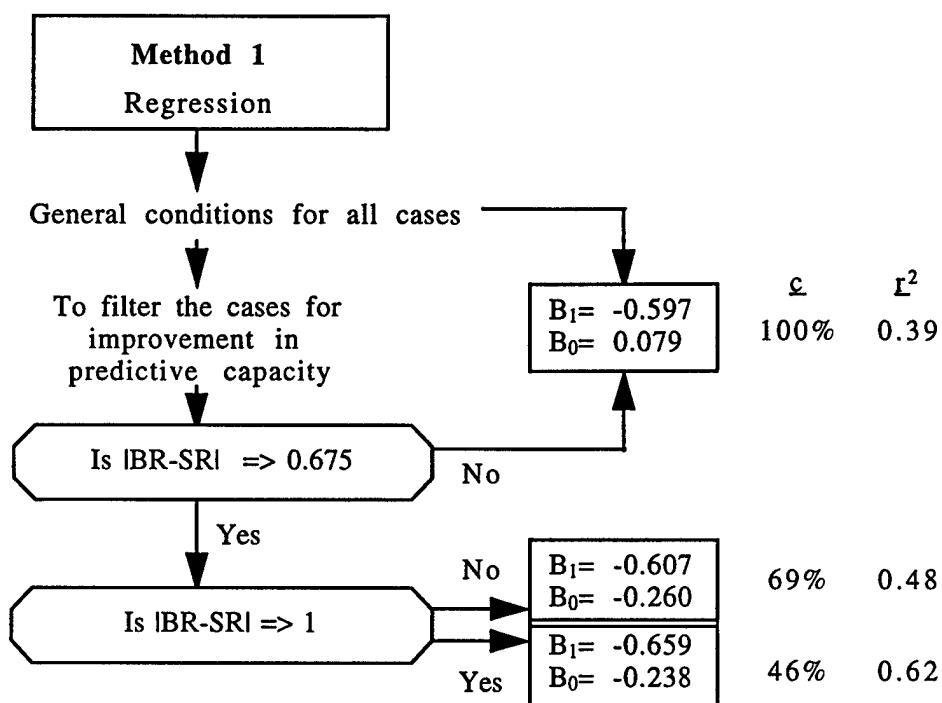 Method 1
Regression
General conditions for all cases
To filter the cases for
improvement in
predictive capacity
B₁= -0.597
B₀= 0.079
c r²
100% 0.39
Is |BR-SR| => 0.675
No
Yes
Is |BR-SR| => 1
No
B₁= -0.607
B₀= -0.260
69% 0.48
Yes
B₁= -0.659
B₀= -0.238
46% 0.62